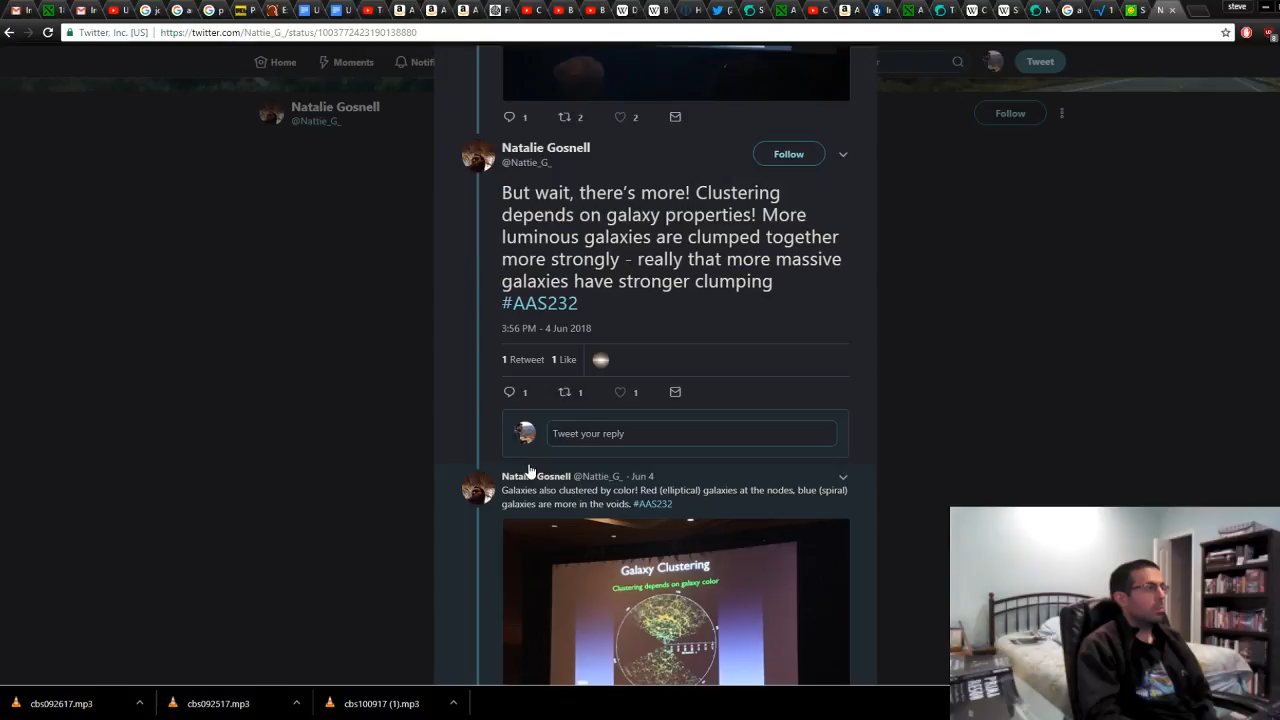 steve
Twitter, Inc. [US] | https://twitter.com/Nattie_G_/status/1003772423190138880
Home Moments Notifi
Tweet
Natalie Gosnell
@Nattie_G_
Follow
1 2 2
Natalie Gosnell
@Nattie_G_
Follow
But wait, there's more! Clustering
depends on galaxy properties! More
luminous galaxies are clumped together
more strongly - really that more massive
galaxies have stronger clumping
#AAS232
3:56 PM - 4 Jun 2018
1 Retweet 1 Like
1 1 1
Tweet your reply
Natalie Gosnell @Nattie_G_ · Jun 4
Galaxies also clustered by color! Red (elliptical) galaxies at the nodes, blue (spiral)
galaxies are more in the voids. #AAS232
Galaxy Clustering
Clustering depends on galaxy color
cbs092617.mp3 cbs092517.mp3 cbs100917 (1).mp3